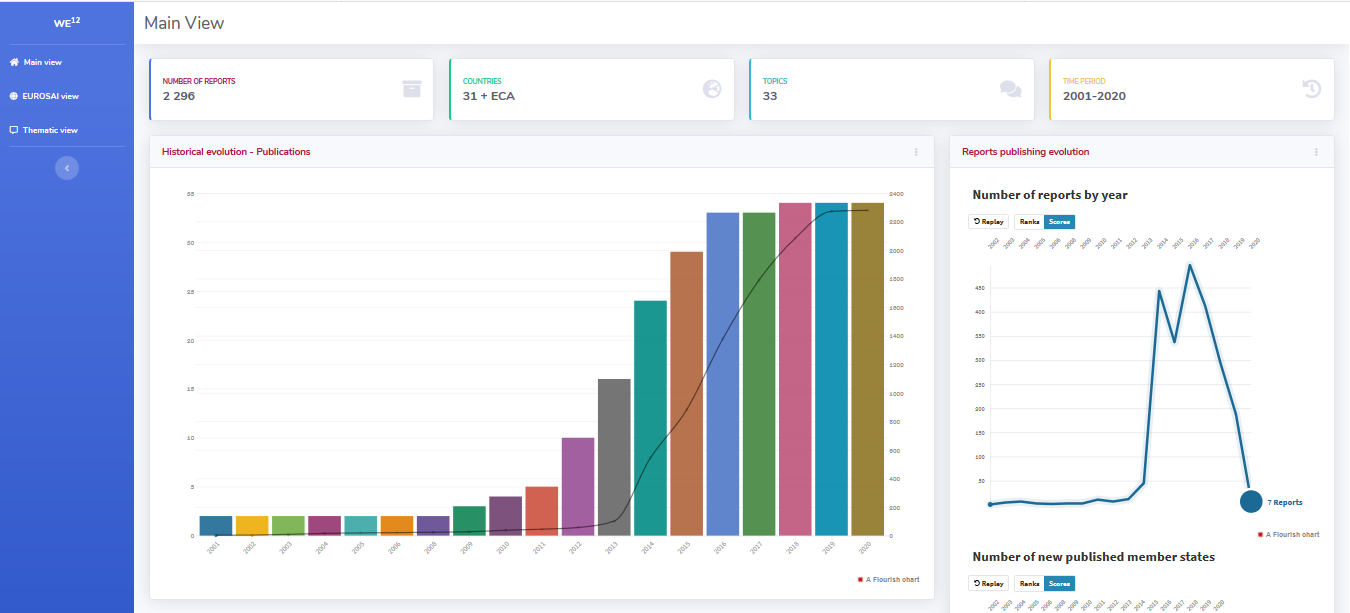 WE12
Main view
EUROSAI view
Thematic view
Main View
NUMBER OF REPORTS
2 296
COUNTRIES
31 + ECA
TOPICS
33
TIME PERIOD
2001-2020
Historical evolution - Publications
35
30
25
20
15
10
5
0
2400
2200
2000
1800
1600
1400
1200
1000
800
600
400
200
0
2001 2002 2003 2004 2005 2006 2008 2009 2010 2011 2012 2013 2014 2015 2016 2017 2018 2019 2020
A Flourish chart
Reports publishing evolution
Number of reports by year
Replay Ranks Scores
2002 2003 2004 2005 2006 2008 2009 2010 2011 2012 2013 2014 2015 2016 2017 2018 2019 2020
450
400
350
300
250
200
150
100
50
7 Reports
A Flourish chart
Number of new published member states
Replay Ranks Scores
2002 2003 2004 2005 2006 2008 2009 2010 2011 2012 2013 2014 2015 2016 2017 2018 2019 2020